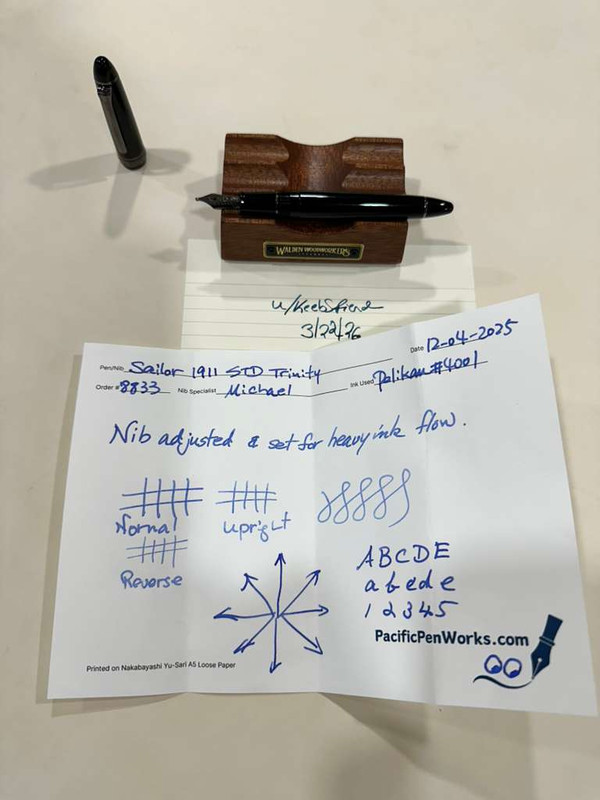 WALDEN WOODWORKERS
u/KeebsFiend
3/22/26
Pen/Nib Sailor 1911 STD Trinity
Date 12-04-2025
Order # 8833 Nib Specialist Michael Ink Used Pelikan #4001
Nib adjusted & set for heavy ink flow.
Normal
upright
Reverse
ABCDE
abcde
12345
PacificPenWorks.com
Printed on Nakabayashi Yu-Sari A5 Loose Paper